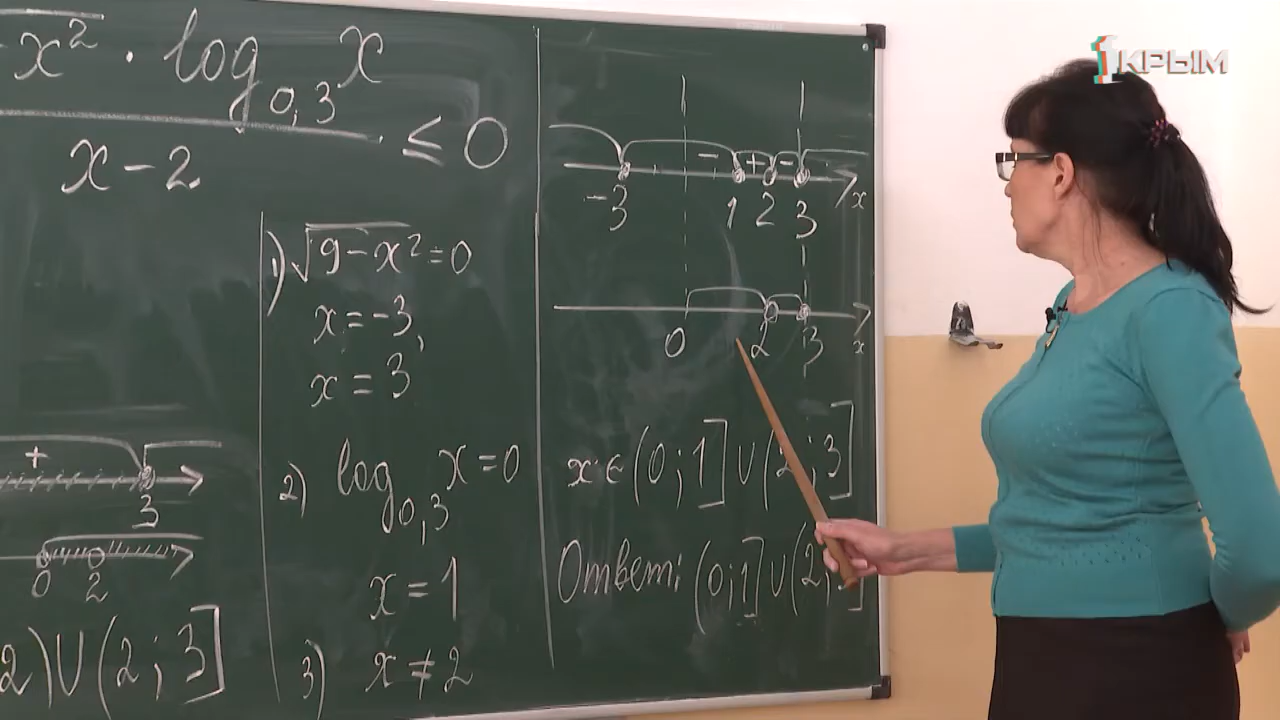 x² · log₀,₃ x
x - 2
≤ 0
+
3
0 2
2) ∪ (2 ; 3]
1) √9 - x² = 0
x = -3,
x = 3
2) log₀,₃ x = 0
x = 1
3) x ≠ 2
- + -
-3 1 2 3 x
0 2 3 x
x ∈ (0 ; 1] ∪ (2 ; 3]
Ответ: (0;1] ∪ (2;
1КРЫМ